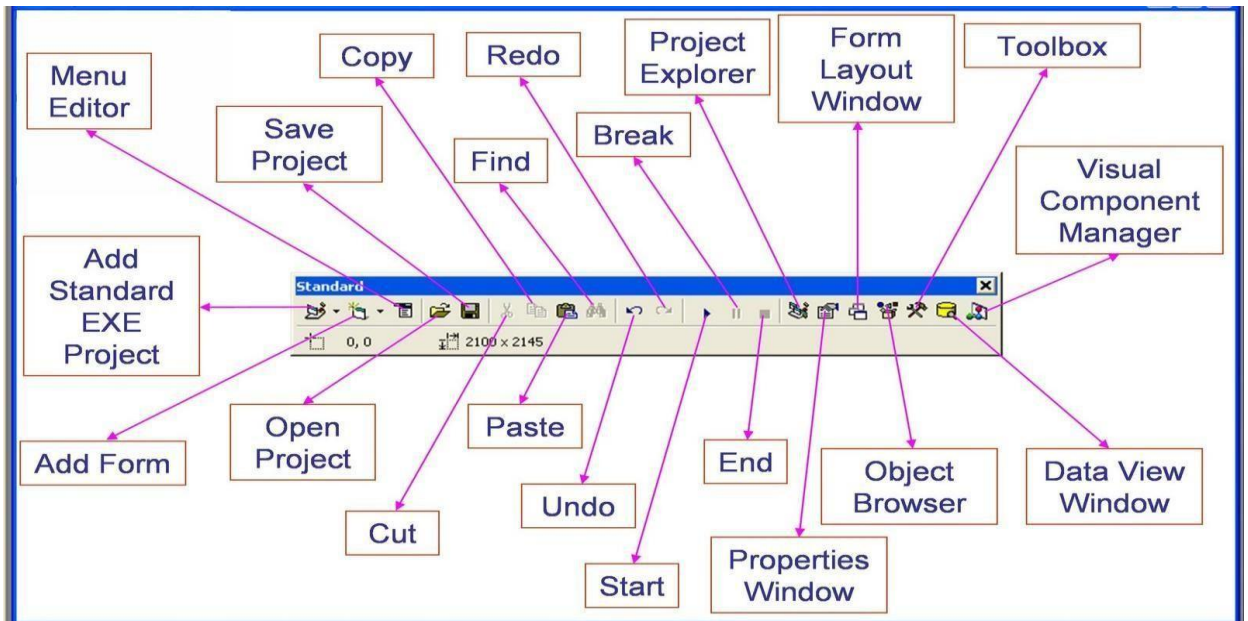 Menu
Editor
Copy
Redo
Project
Explorer
Form
Layout
Window
Toolbox
Save
Project
Find
Break
Visual
Component
Manager
Add
Standard
EXE
Project
Standard
0, 0
2100 x 2145
Add Form
Open
Project
Cut
Paste
Undo
Start
End
Properties
Window
Object
Browser
Data View
Window